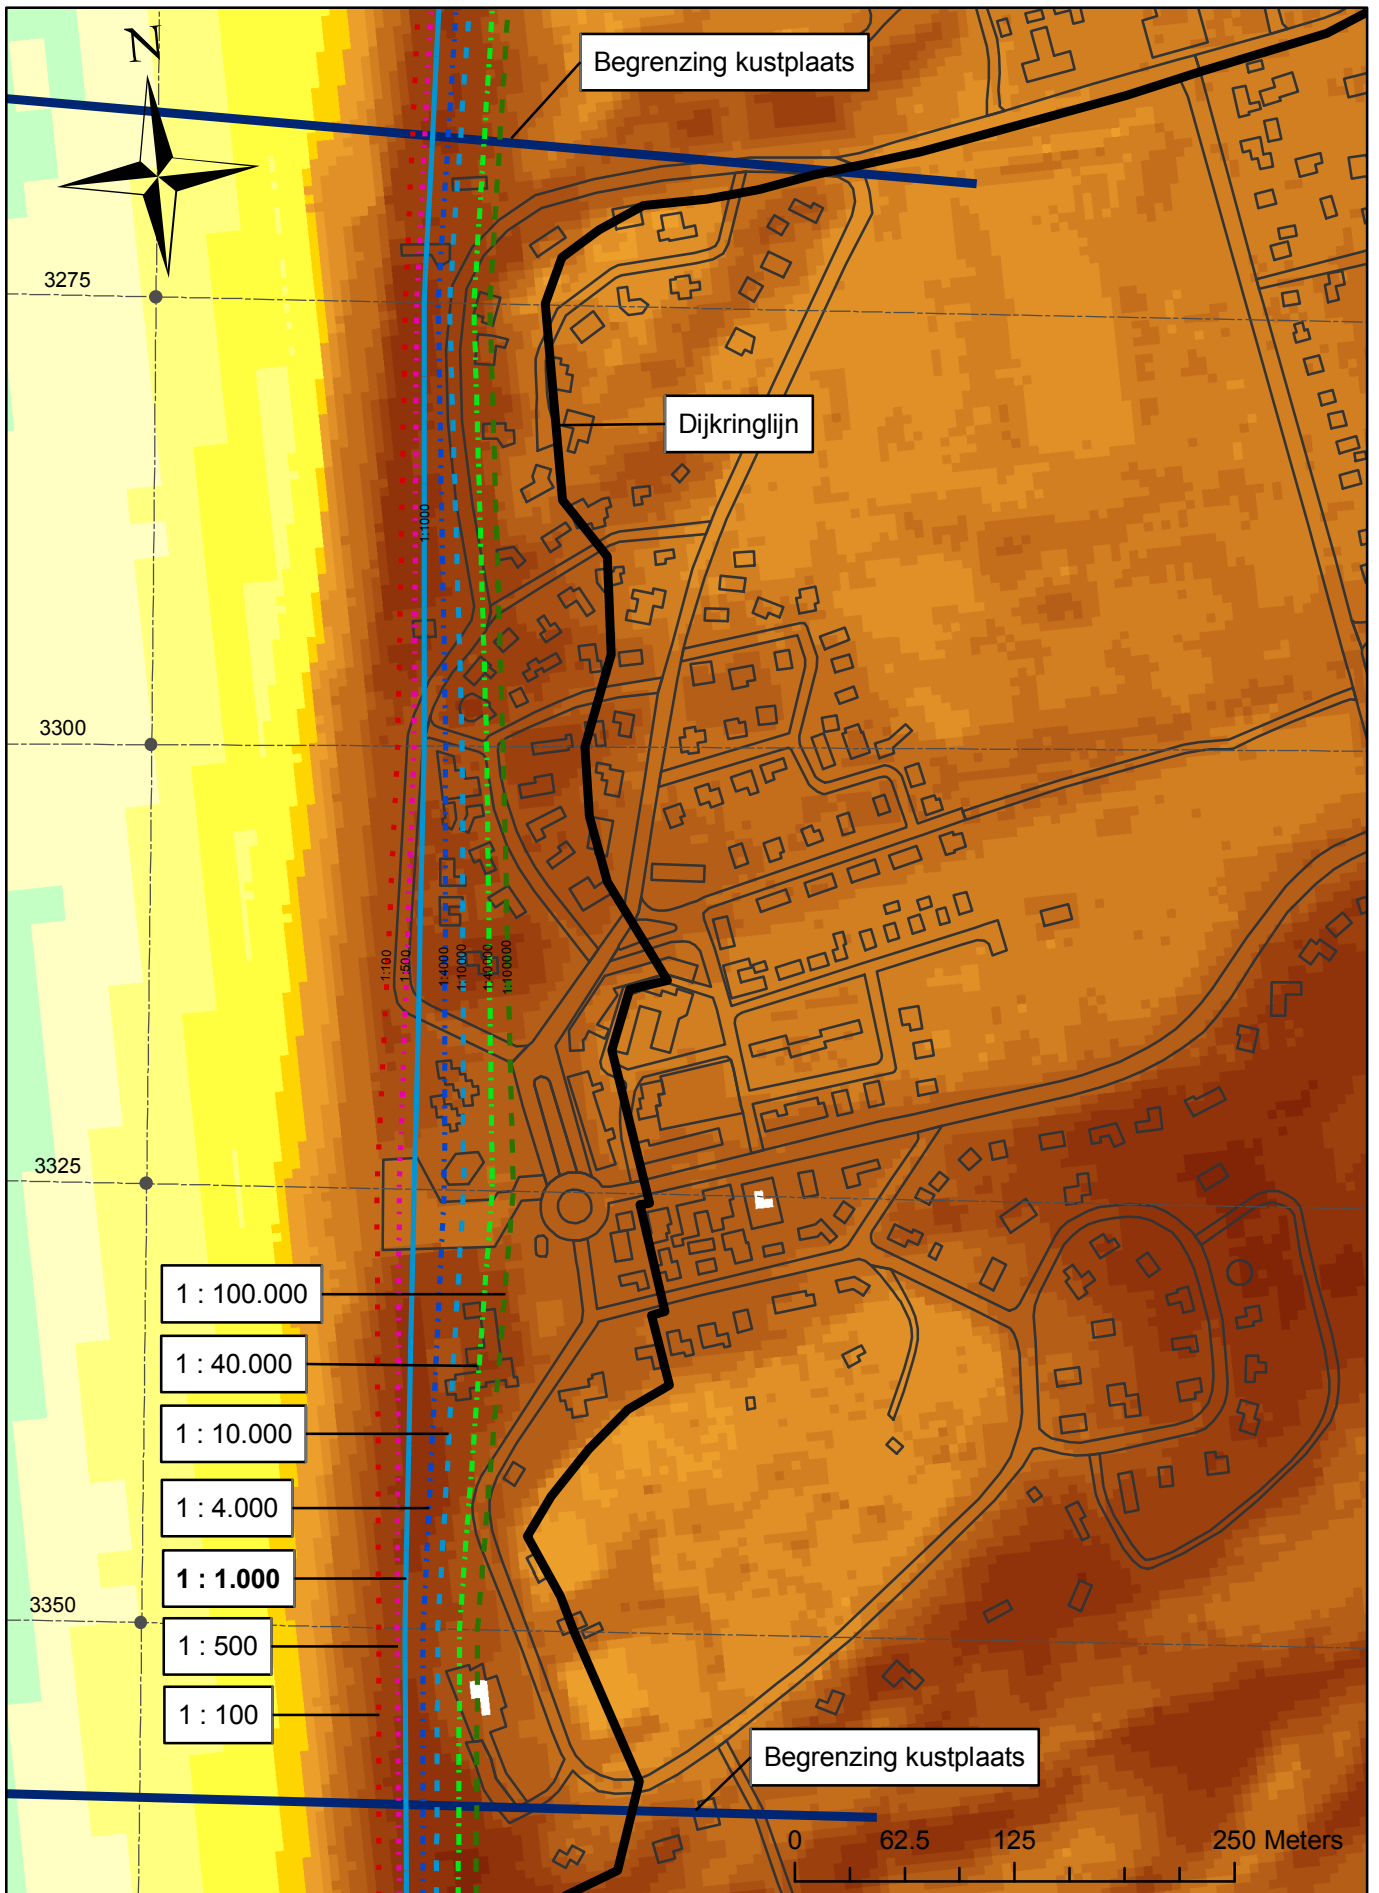 N
Begrenzing kustplaats
3275
Dijkringlijn
1:1000
3300
1:100
1:500
1:4000
1:10000
1:40000
1:100000
3325
1 : 100.000
1 : 40.000
1 : 10.000
1 : 4.000
1 : 1.000
3350
1 : 500
1 : 100
Begrenzing kustplaats
0 62.5 125 250 Meters